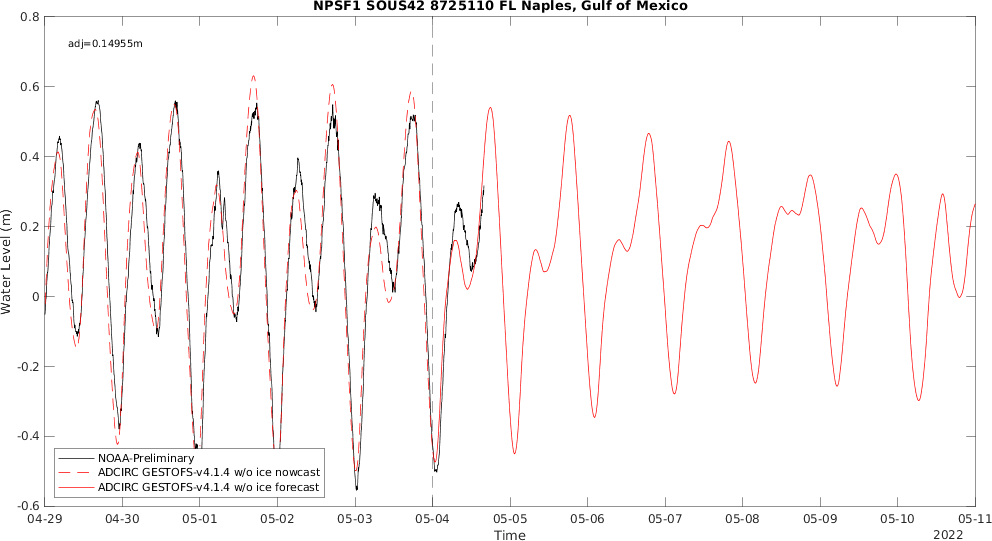 NPSF1 SOUS42 8725110 FL Naples, Gulf of Mexico
adj=0.14955m
Water Level (m)
0.8
0.6
0.4
0.2
0
-0.2
-0.4
-0.6
NOAA-Preliminary
ADCIRC GESTOFS-v4.1.4 w/o ice nowcast
ADCIRC GESTOFS-v4.1.4 w/o ice forecast
04-29 04-30 05-01 05-02 05-03 05-04 05-05 05-06 05-07 05-08 05-09 05-10 05-11
Time
2022